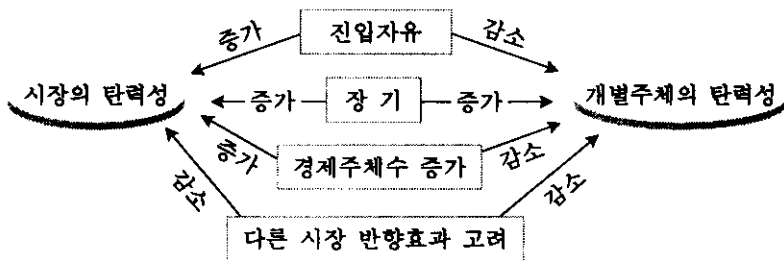 증가 진입자유 감소
시장의 탄력성 증가 장 기 증가 개별주체의 탄력성
증가 경제주체수 증가 감소
감소 감소
다른 시장 반향효과 고려